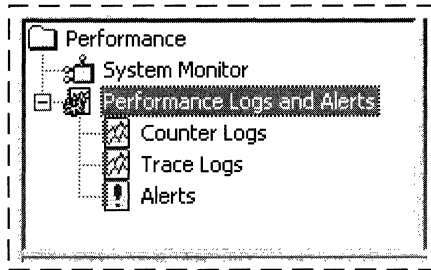 Performance
System Monitor
Performance Logs and Alerts
Counter Logs
Trace Logs
Alerts